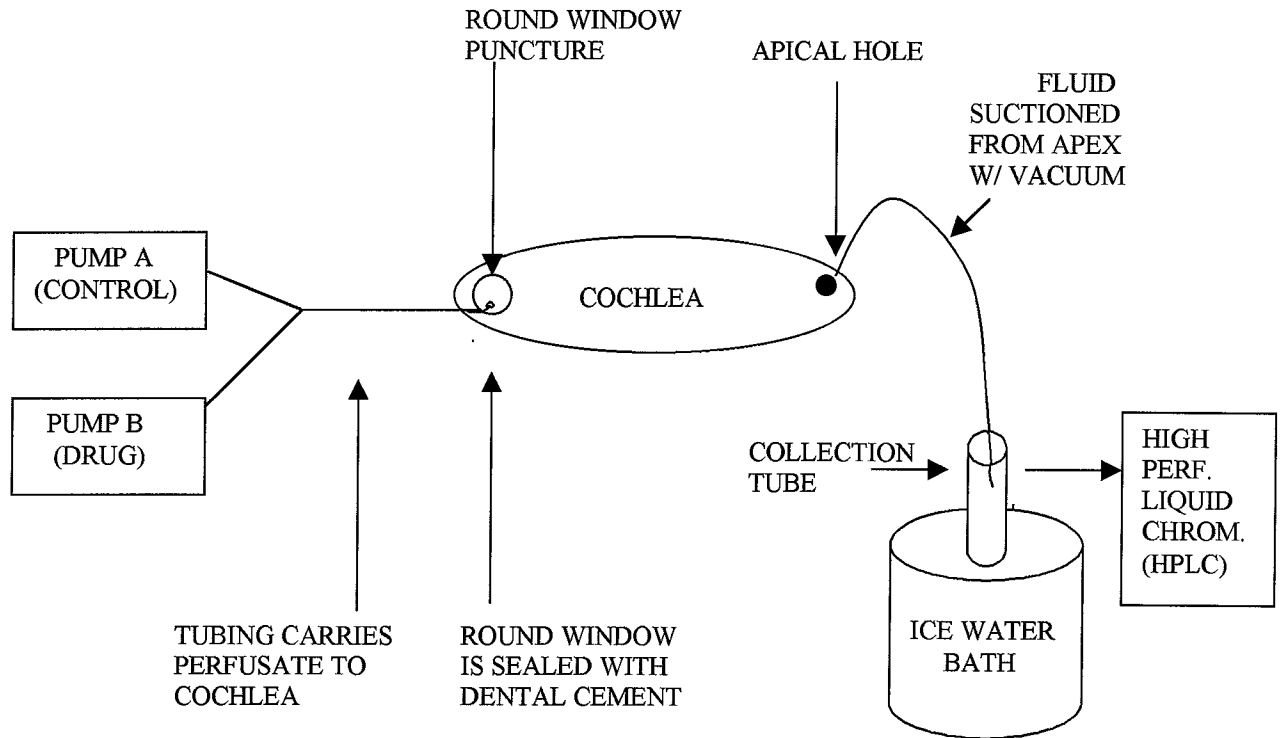 ROUND WINDOW
PUNCTURE
APICAL HOLE
FLUID
SUCTIONED
FROM APEX
W/ VACUUM
PUMP A
(CONTROL)
COCHLEA
PUMP B
(DRUG)
COLLECTION
TUBE
HIGH
PERF.
LIQUID
CHROM.
(HPLC)
TUBING CARRIES
PERFUSATE TO
COCHLEA
ROUND WINDOW
IS SEALED WITH
DENTAL CEMENT
ICE WATER
BATH